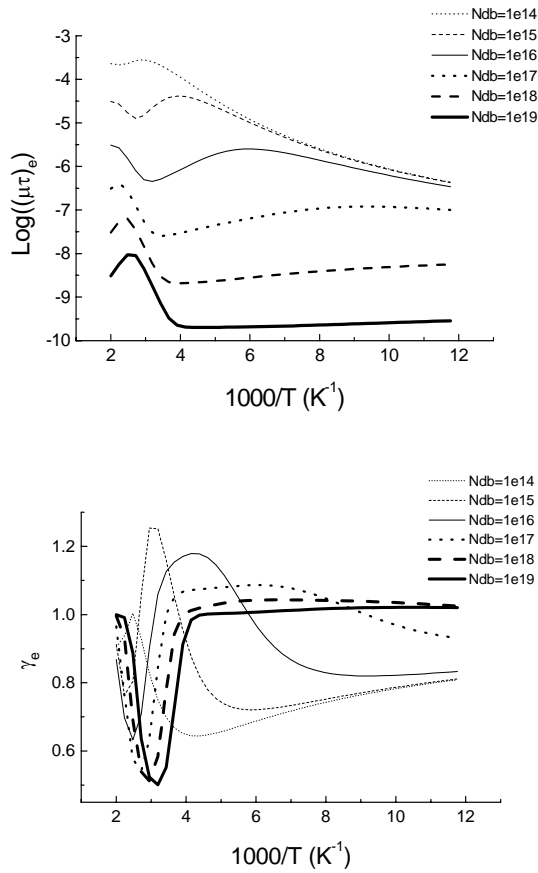 Ndb=1e14
Ndb=1e15
Ndb=1e16
Ndb=1e17
Ndb=1e18
Ndb=1e19
-3
-4
-5
-6
-7
-8
-9
-10
Log((μτ)e)
2 4 6 8 10 12
1000/T (K-1)
Ndb=1e14
Ndb=1e15
Ndb=1e16
Ndb=1e17
Ndb=1e18
Ndb=1e19
1.2
1.0
0.8
0.6
γe
2 4 6 8 10 12
1000/T (K-1)